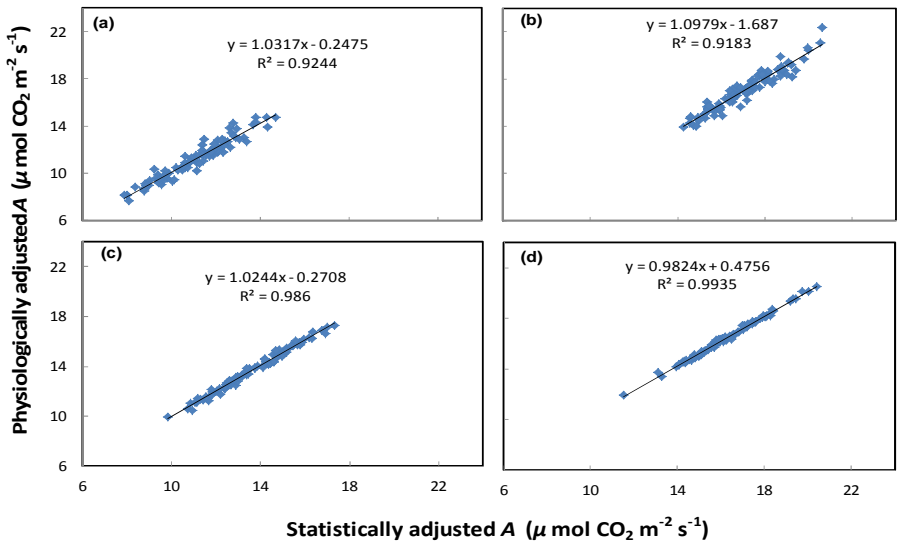 (a)
y = 1.0317x - 0.2475
R² = 0.9244
(b)
y = 1.0979x - 1.687
R² = 0.9183
22
18
14
10
6
(c)
y = 1.0244x - 0.2708
R² = 0.986
(d)
y = 0.9824x + 0.4756
R² = 0.9935
22
18
14
10
6
6 10 14 18 22 6 10 14 18 22
Physiologically adjusted A (μ mol CO₂ m⁻² s⁻¹)
Statistically adjusted A (μ mol CO₂ m⁻² s⁻¹)